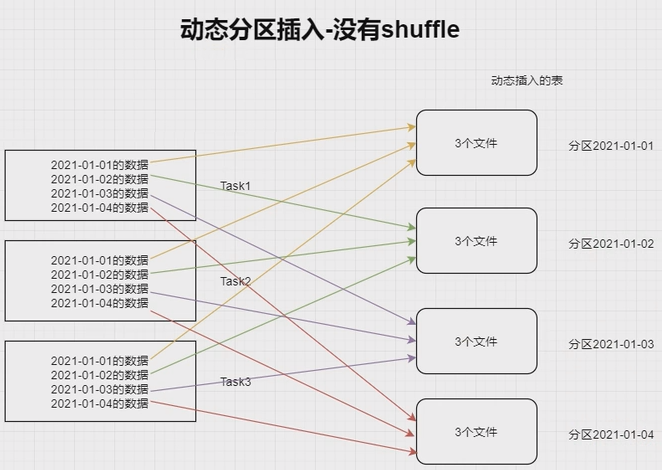 动态分区插入-没有shuffle
动态插入的表
2021-01-01的数据
2021-01-02的数据
2021-01-03的数据
2021-01-04的数据
Task1
3个文件
分区2021-01-01
2021-01-01的数据
2021-01-02的数据
2021-01-03的数据
2021-01-04的数据
Task2
3个文件
分区2021-01-02
2021-01-01的数据
2021-01-02的数据
2021-01-03的数据
2021-01-04的数据
Task3
3个文件
分区2021-01-03
3个文件
分区2021-01-04